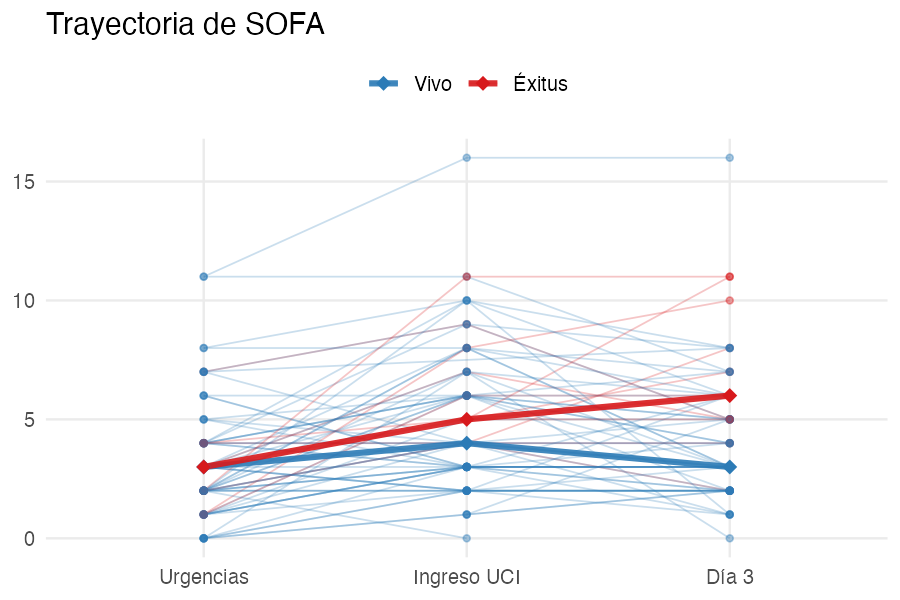 Trayectoria de SOFA
Vivo Éxitus
15
10
5
0
Urgencias Ingreso UCI Día 3